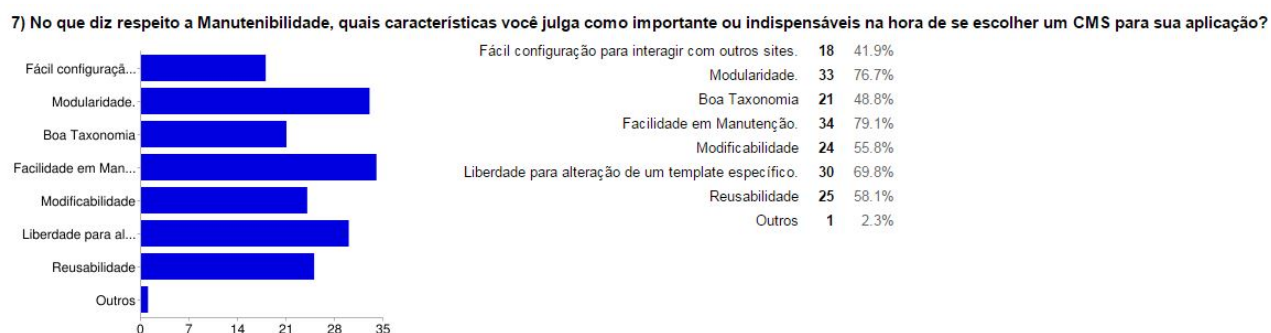 7) No que diz respeito a Manutenibilidade, quais características você julga como importante ou indispensáveis na hora de se escolher um CMS para sua aplicação?
Fácil configuraçã...
Modularidade.
Boa Taxonomia
Facilidade em Man...
Modificabilidade
Liberdade para al...
Reusabilidade
Outros
0 7 14 21 28 35
Fácil configuração para interagir com outros sites. 18 41.9%
Modularidade. 33 76.7%
Boa Taxonomia 21 48.8%
Facilidade em Manutenção. 34 79.1%
Modificabilidade 24 55.8%
Liberdade para alteração de um template específico. 30 69.8%
Reusabilidade 25 58.1%
Outros 1 2.3%